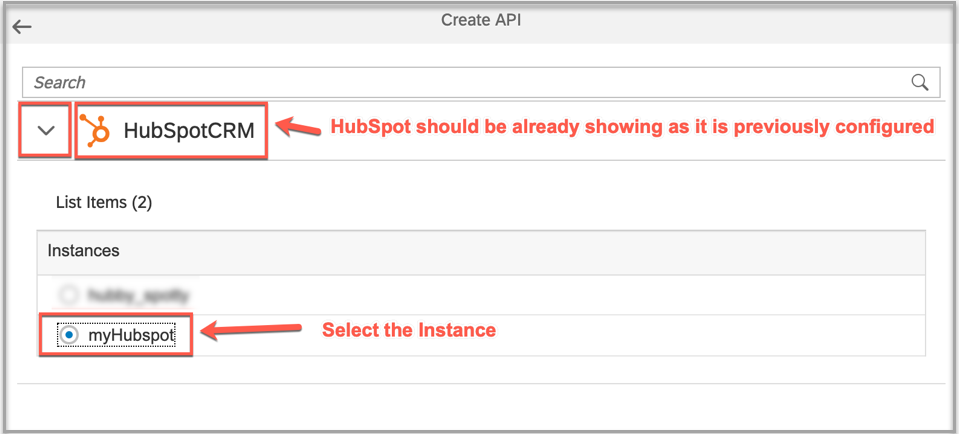 Create API
Search
HubSpotCRM
HubSpot should be already showing as it is previously configured
List Items (2)
Instances
myHubspot
Select the Instance